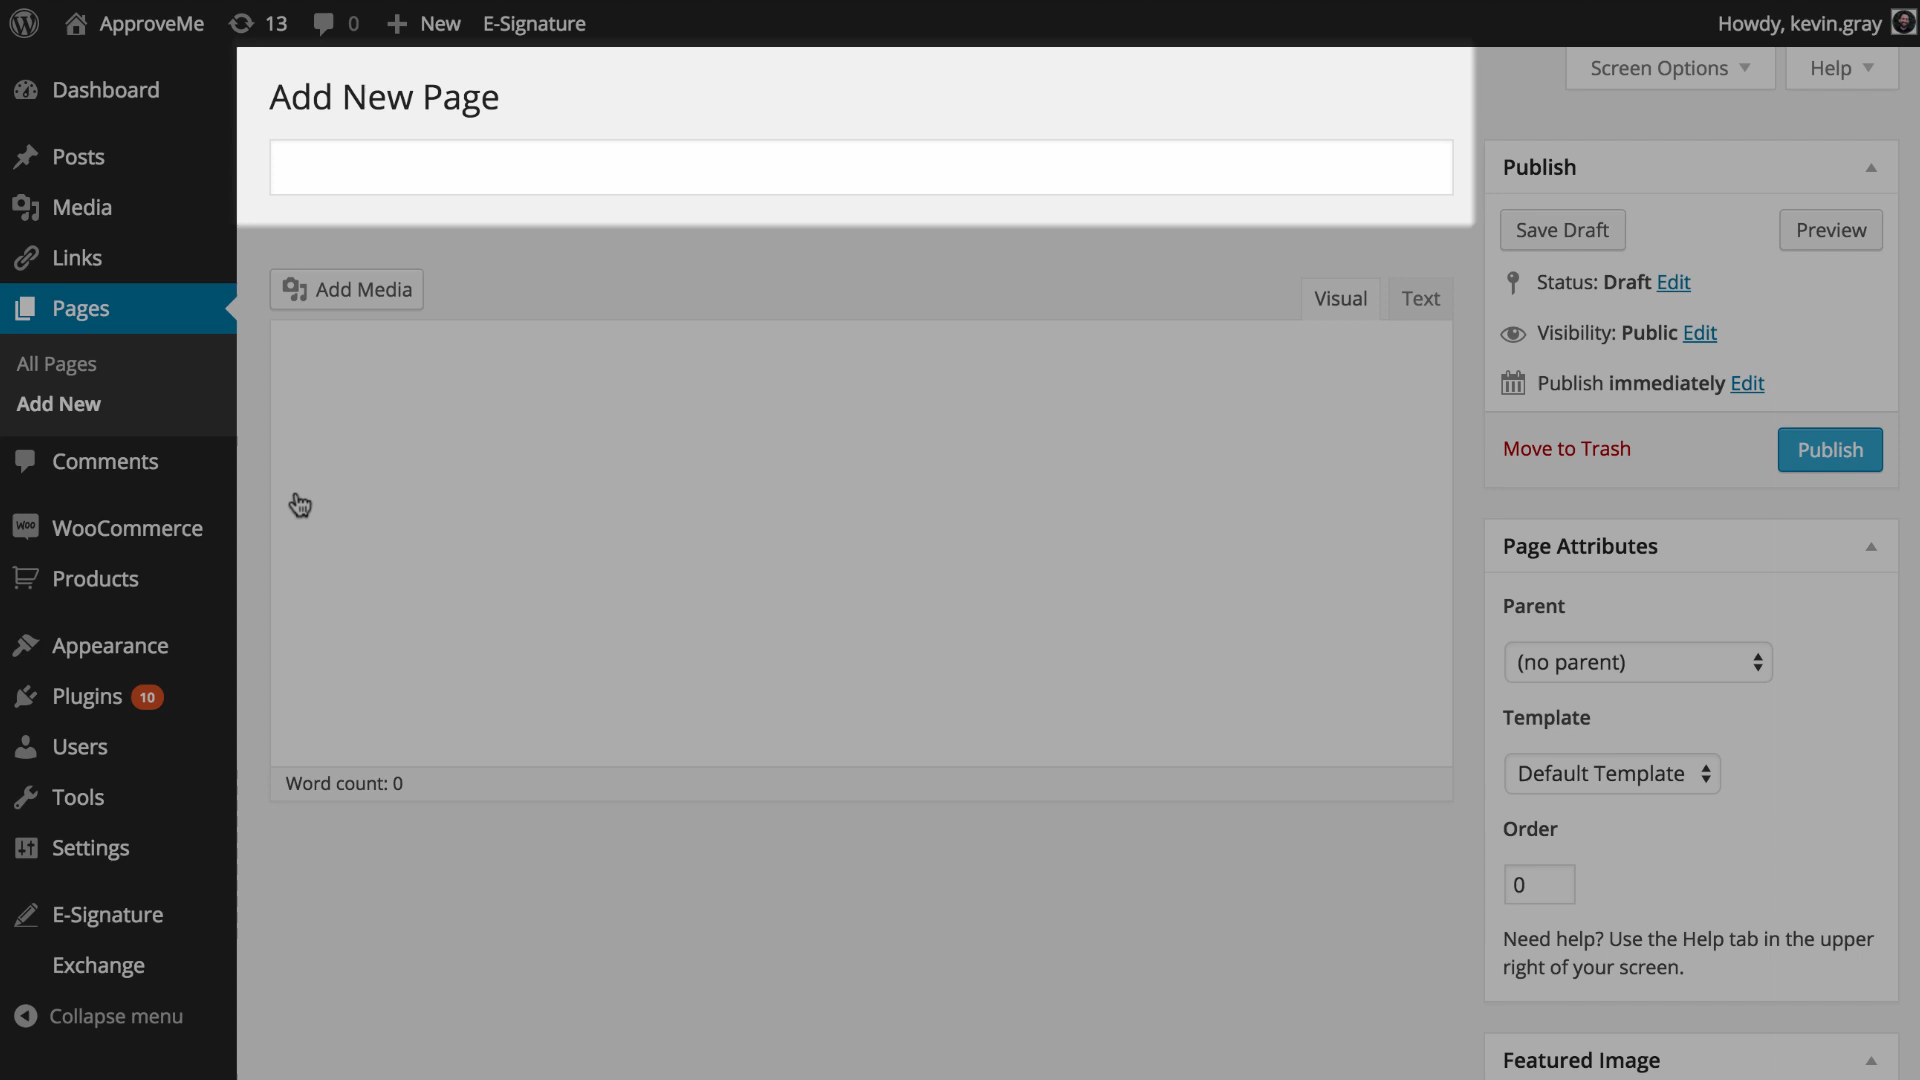 ApproveMe 13 0 New E-Signature Howdy, kevin.gray
Dashboard
Posts
Media
Links
Pages
All Pages
Add New
Comments
WOO WooCommerce
Products
Appearance
Plugins 10
Users
Tools
Settings
E-Signature
Exchange
Collapse menu
Screen Options Help
Add New Page
Add Media
Visual Text
Word count: 0
Publish
Save Draft Preview
Status: Draft Edit
Visibility: Public Edit
Publish immediately Edit
Move to Trash Publish
Page Attributes
Parent
(no parent)
Template
Default Template
Order
0
Need help? Use the Help tab in the upper
right of your screen.
Featured Image